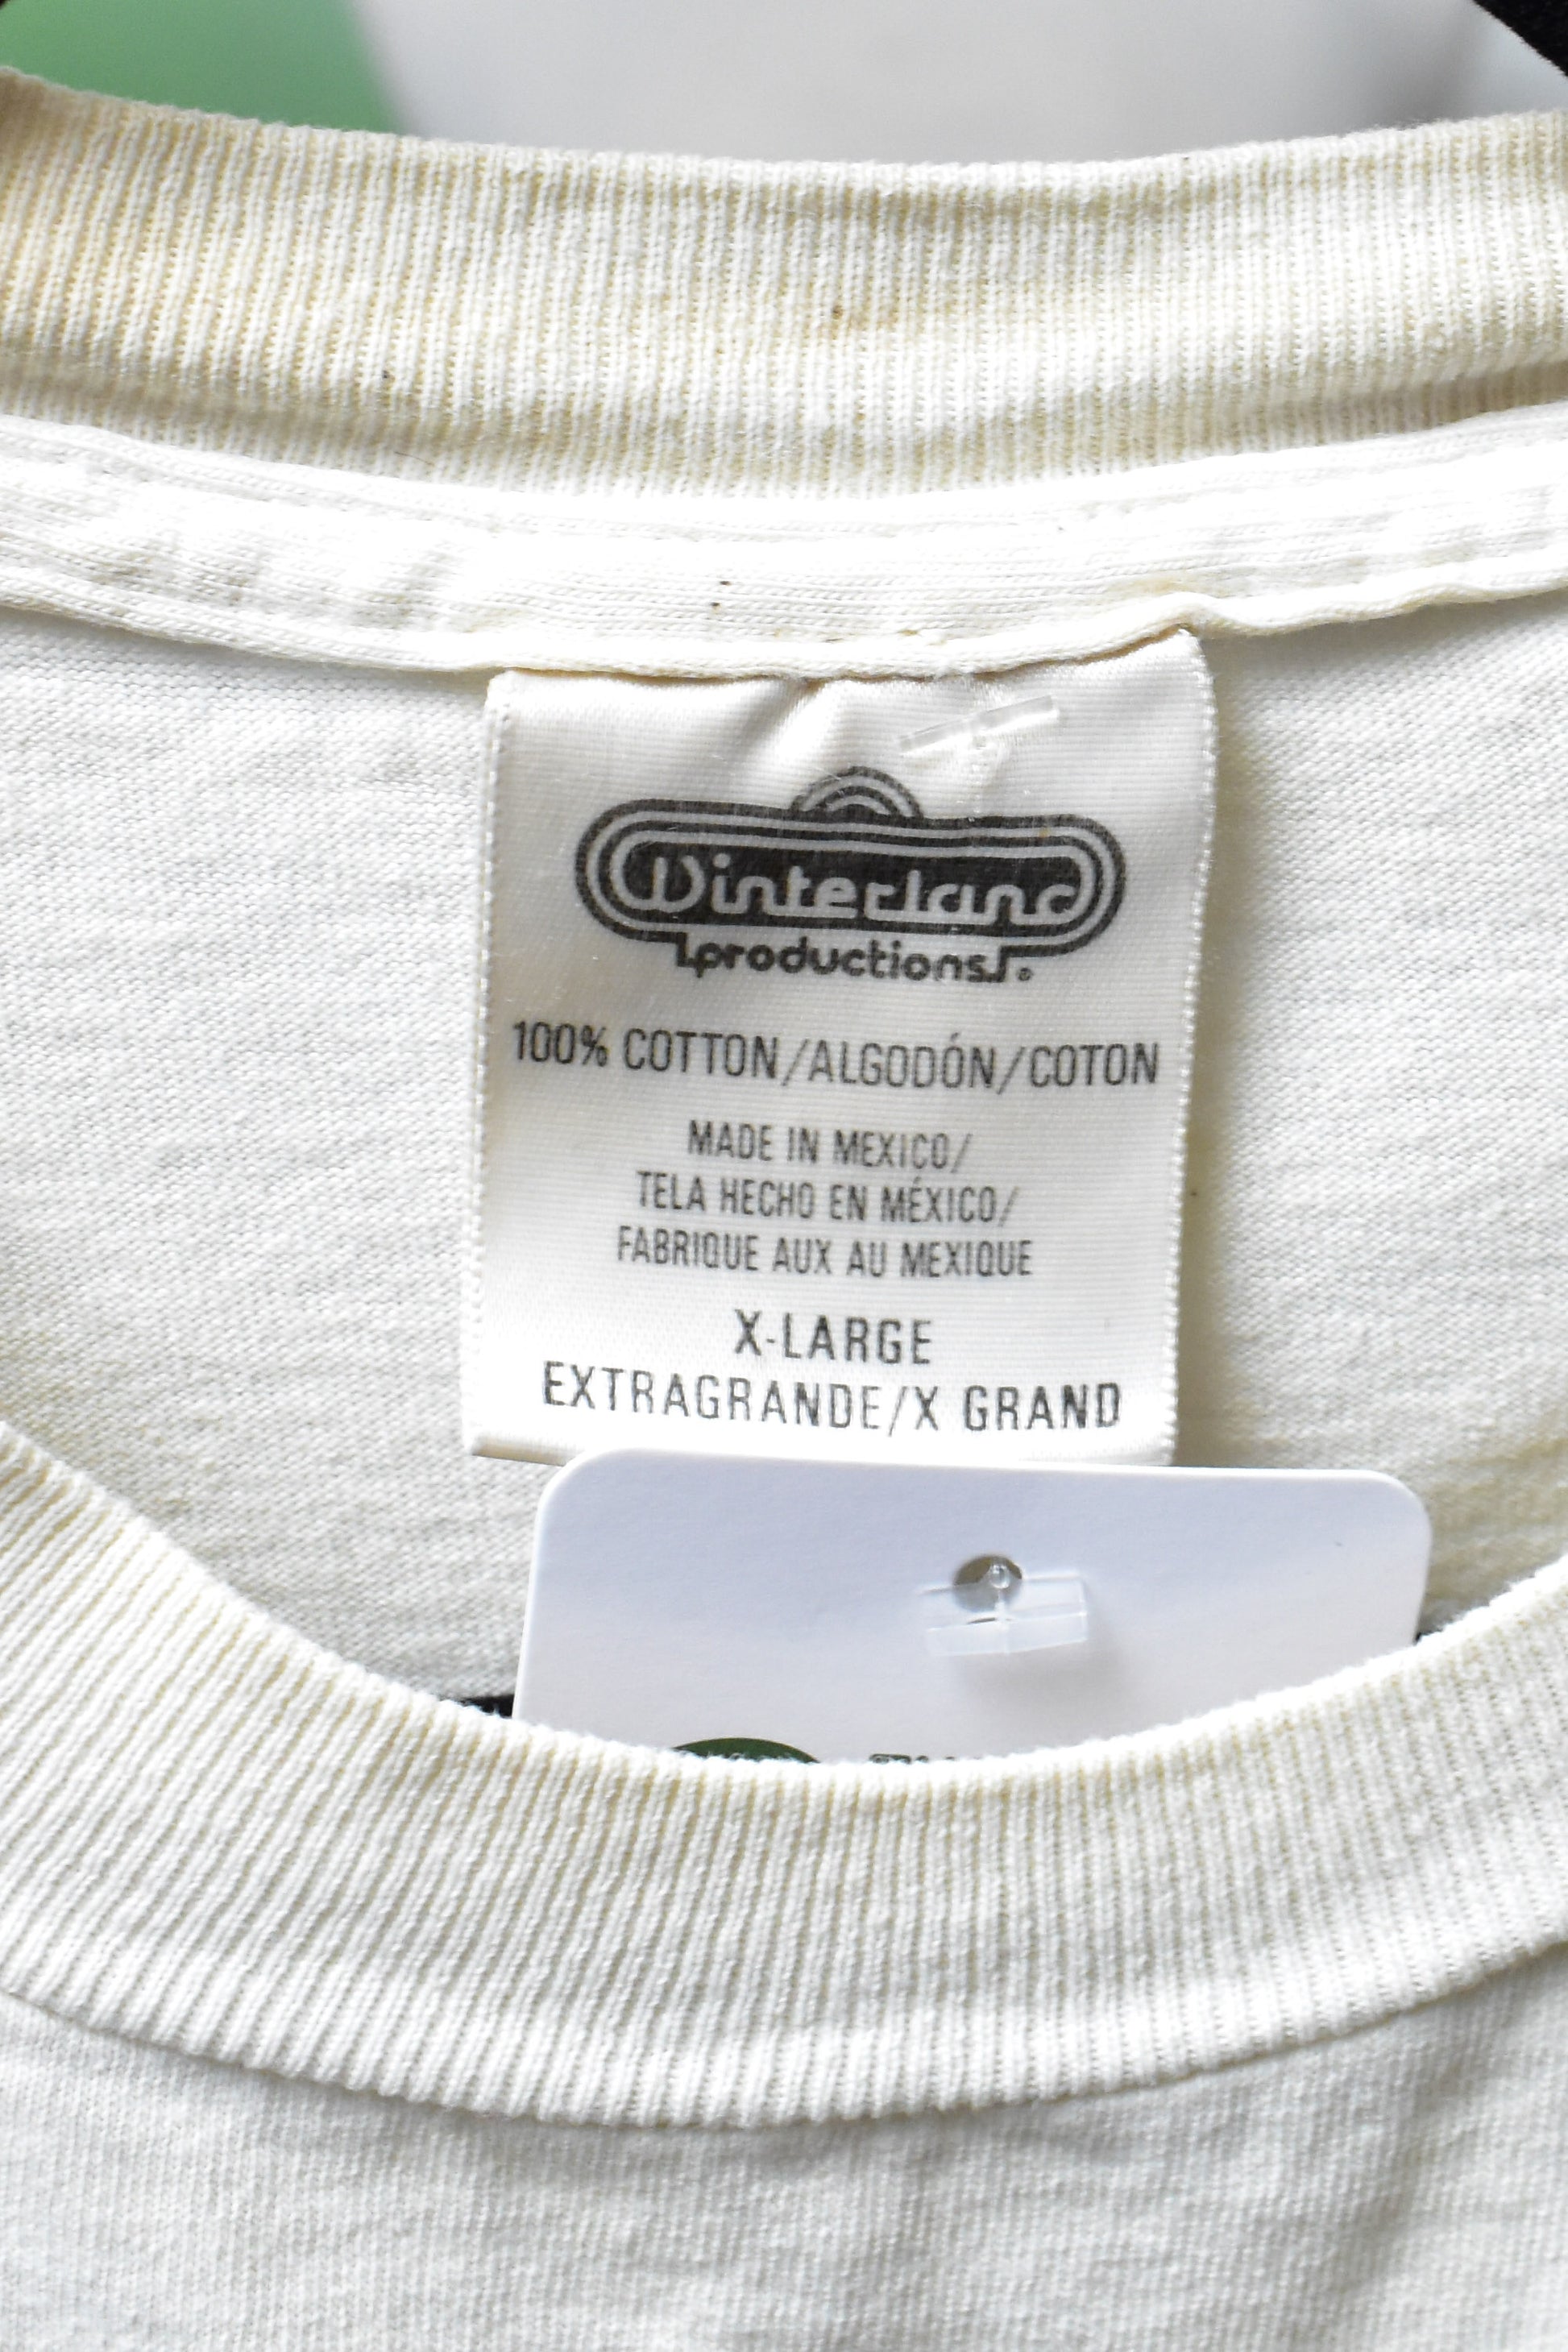 Winterland
productions.
100% COTTON/ALGODÓN/COTON
MADE IN MEXICO/
TELA HECHO EN MÉXICO/
FABRIQUE AUX AU MEXIQUE
X-LARGE
EXTRAGRANDE/X GRAND